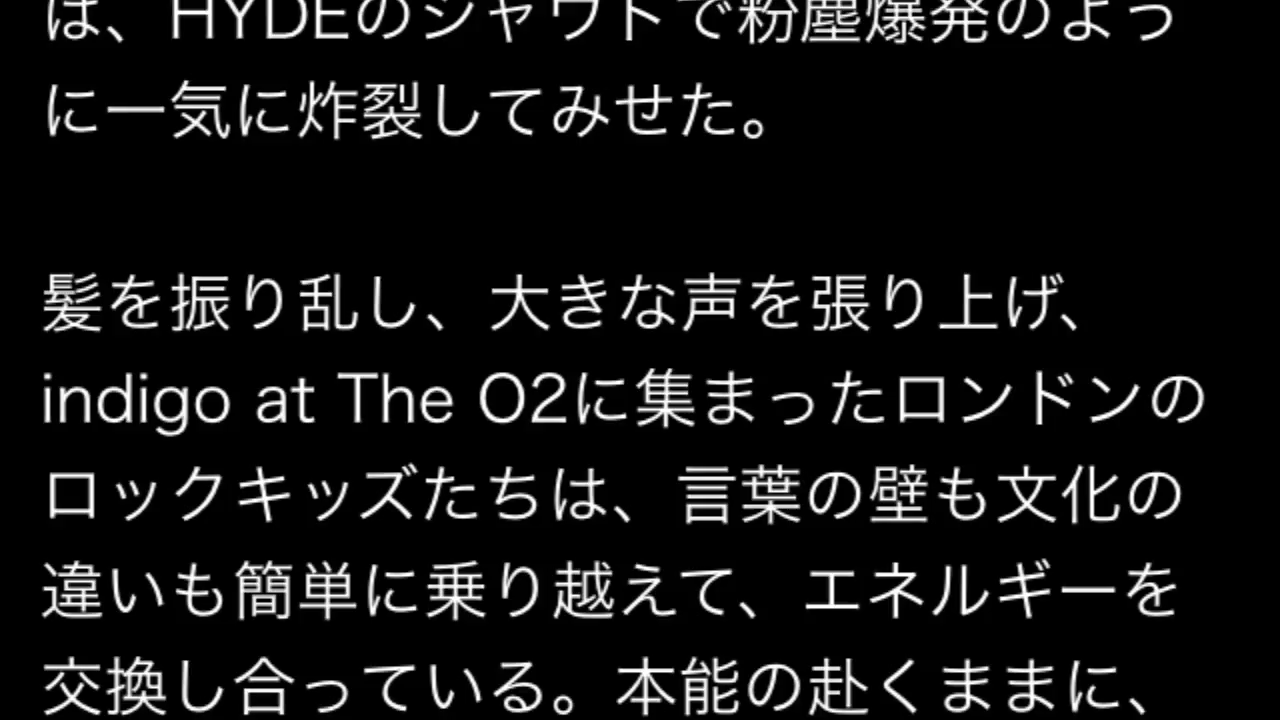 は、HYDEのシャウトで粉塵爆発のよう
に一気に炸裂してみせた。
髪を振り乱し、大きな声を張り上げ、
indigo at The O2に集まったロンドンの
ロックキッズたちは、言葉の壁も文化の
違いも簡単に乗り越えて、エネルギーを
交換し合っている。本能の赴くままに、